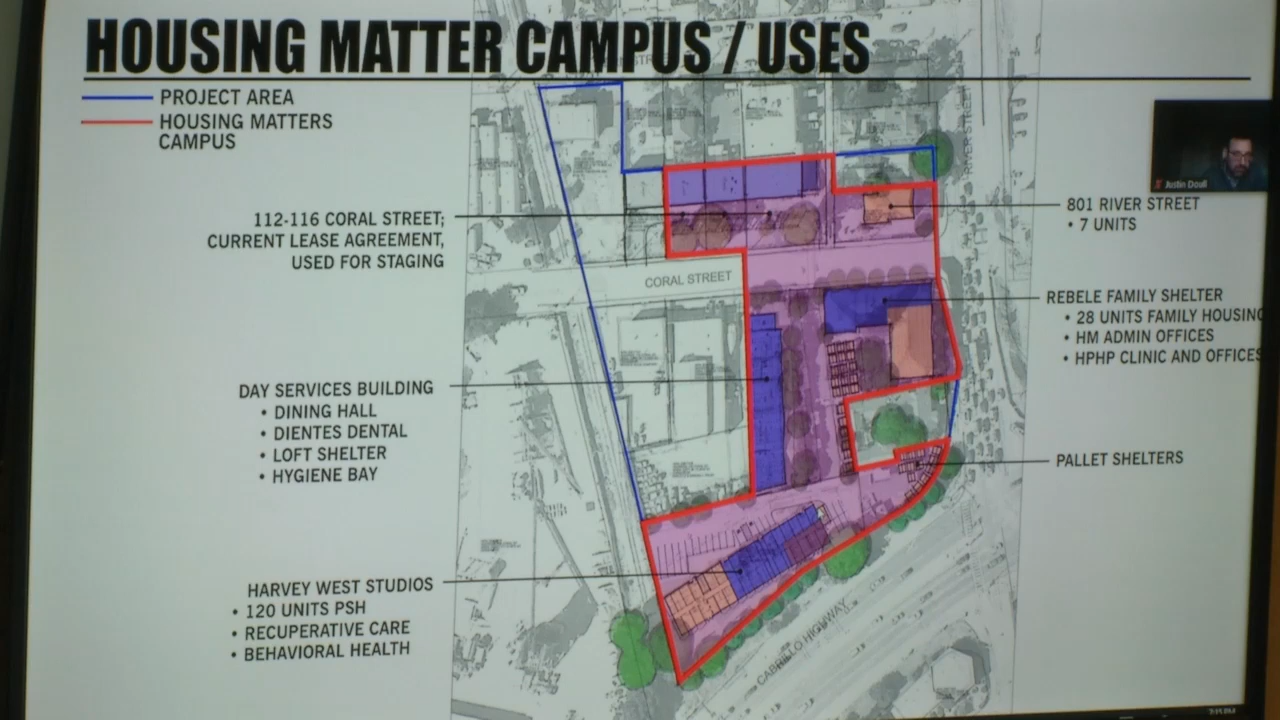 HOUSING MATTER CAMPUS / USES
PROJECT AREA
HOUSING MATTERS
CAMPUS
RIVER STREET
Justin Doull
112-116 CORAL STREET;
CURRENT LEASE AGREEMENT,
USED FOR STAGING
801 RIVER STREET
• 7 UNITS
CORAL STREET
REBELE FAMILY SHELTER
• 28 UNITS FAMILY HOUSING
• HM ADMIN OFFICES
• HPHP CLINIC AND OFFICES
DAY SERVICES BUILDING
• DINING HALL
• DIENTES DENTAL
• LOFT SHELTER
• HYGIENE BAY
PALLET SHELTERS
HARVEY WEST STUDIOS
• 120 UNITS PSH
• RECUPERATIVE CARE
• BEHAVIORAL HEALTH
CABRILLO HIGHWAY